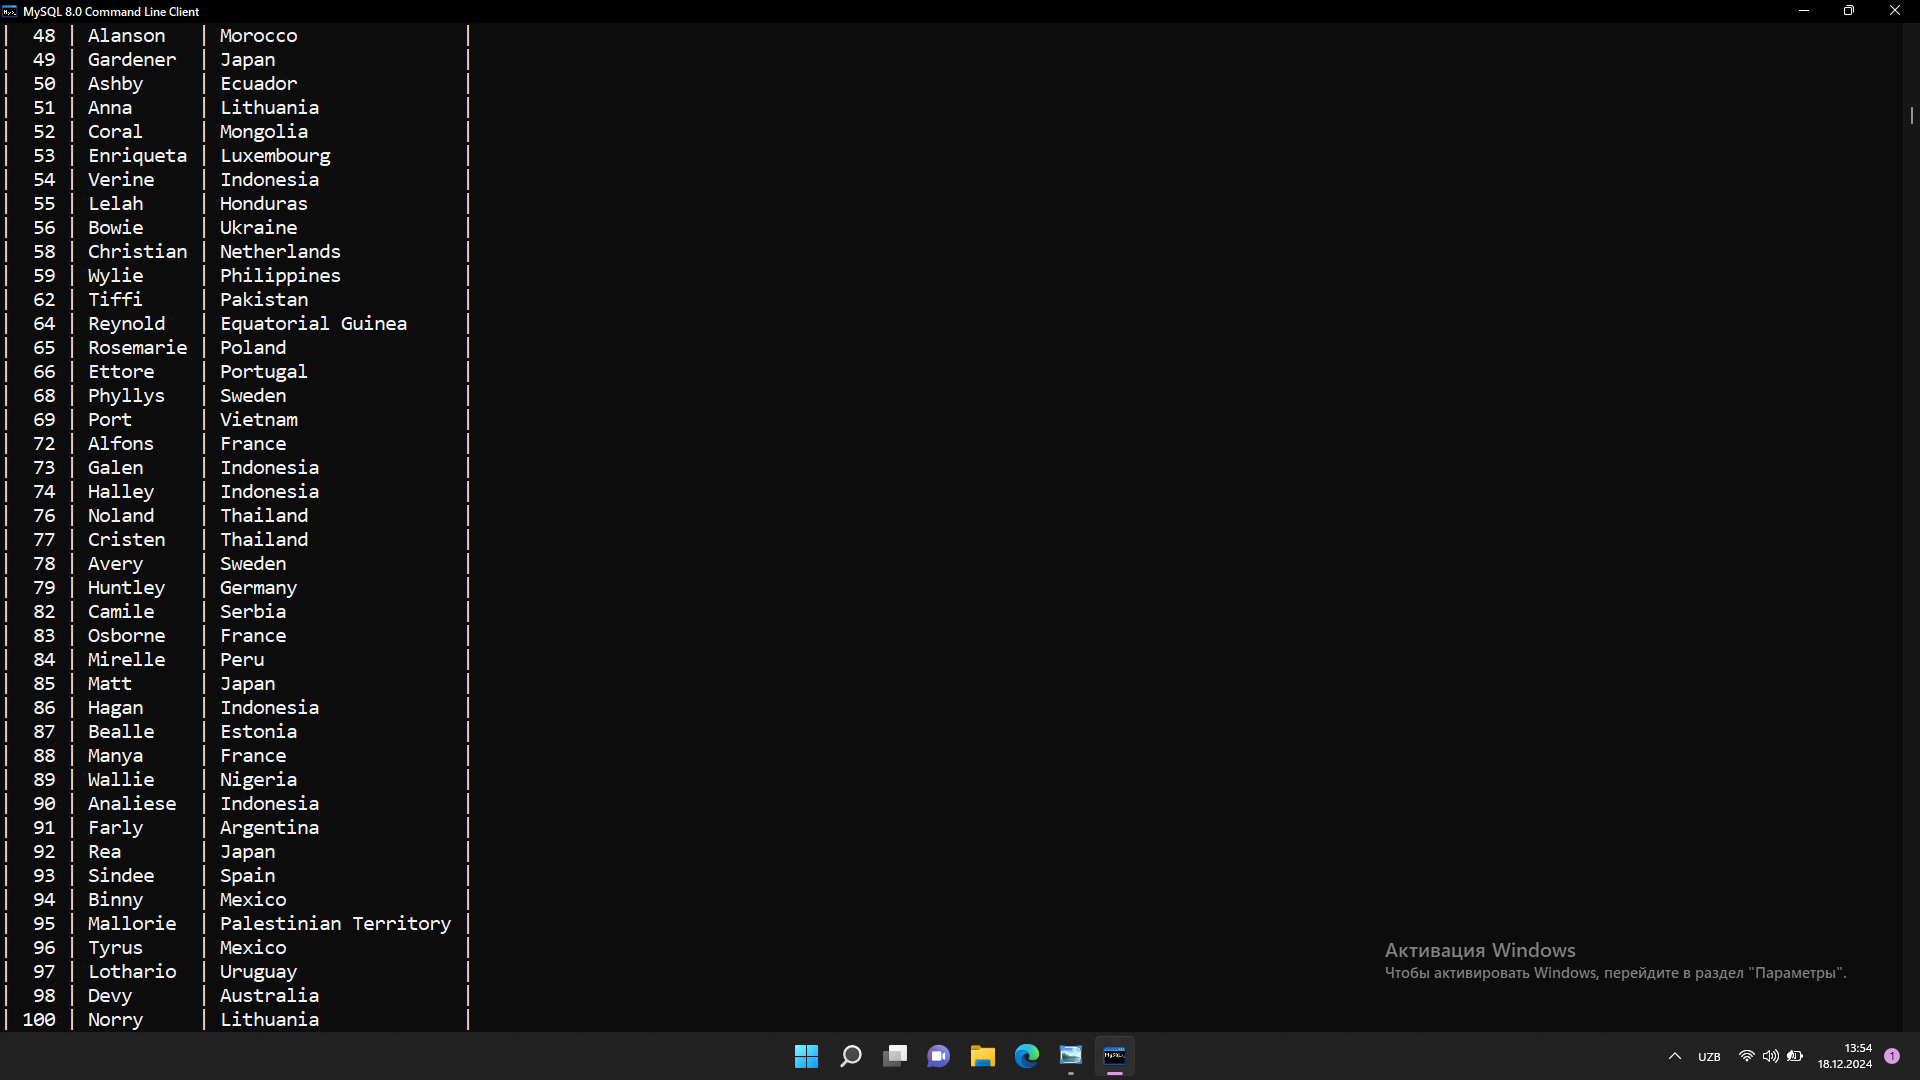 MySQL 8.0 Command Line Client
| 48 | Alanson | Morocco |
| 49 | Gardener | Japan |
| 50 | Ashby | Ecuador |
| 51 | Anna | Lithuania |
| 52 | Coral | Mongolia |
| 53 | Enriqueta | Luxembourg |
| 54 | Verine | Indonesia |
| 55 | Lelah | Honduras |
| 56 | Bowie | Ukraine |
| 58 | Christian | Netherlands |
| 59 | Wylie | Philippines |
| 62 | Tiffi | Pakistan |
| 64 | Reynold | Equatorial Guinea |
| 65 | Rosemarie | Poland |
| 66 | Ettore | Portugal |
| 68 | Phyllys | Sweden |
| 69 | Port | Vietnam |
| 72 | Alfons | France |
| 73 | Galen | Indonesia |
| 74 | Halley | Indonesia |
| 76 | Noland | Thailand |
| 77 | Cristen | Thailand |
| 78 | Avery | Sweden |
| 79 | Huntley | Germany |
| 82 | Camile | Serbia |
| 83 | Osborne | France |
| 84 | Mirelle | Peru |
| 85 | Matt | Japan |
| 86 | Hagan | Indonesia |
| 87 | Bealle | Estonia |
| 88 | Manya | France |
| 89 | Wallie | Nigeria |
| 90 | Analiese | Indonesia |
| 91 | Farly | Argentina |
| 92 | Rea | Japan |
| 93 | Sindee | Spain |
| 94 | Binny | Mexico |
| 95 | Mallorie | Palestinian Territory |
| 96 | Tyrus | Mexico |
| 97 | Lothario | Uruguay |
| 98 | Devy | Australia |
| 100 | Norry | Lithuania |
Активация Windows
Чтобы активировать Windows, перейдите в раздел "Параметры".
MySQL
UZB
13:54
18.12.2024
1